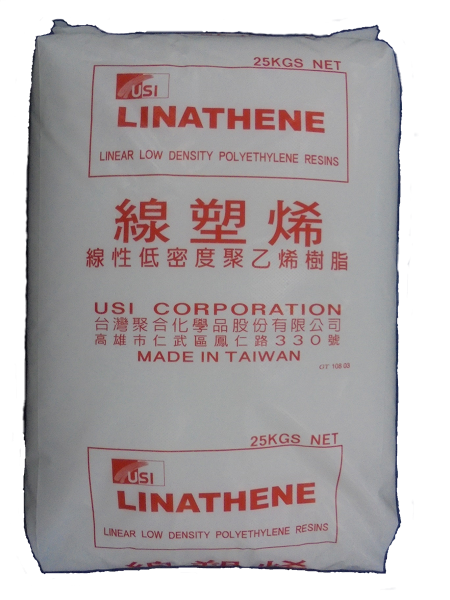 25KGS NET
USI
LINATHENE
LINEAR LOW DENSITY POLYETHYLENE RESINS
線塑烯
線性低密度聚乙烯樹脂
USI CORPORATION
台灣聚合化學品股份有限公司
高雄市仁武區鳳仁路330號
MADE IN TAIWAN
25KGS NET
USI
LINATHENE
LINEAR LOW DENSITY POLYETHYLENE RESINS
線塑烯